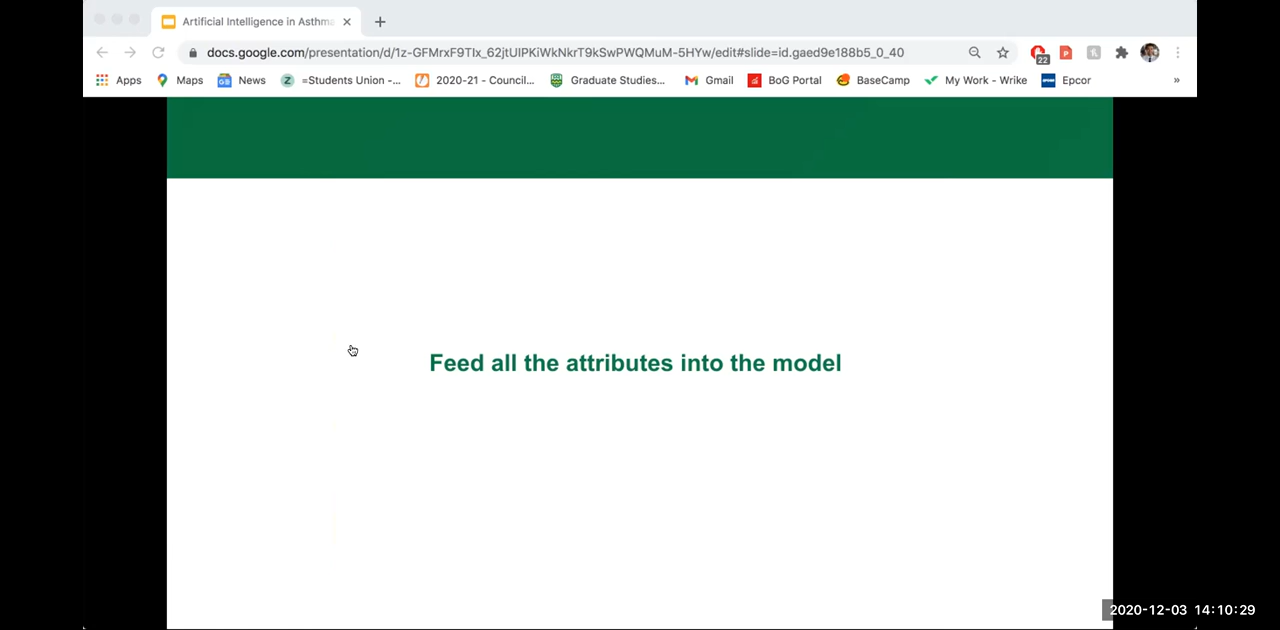 Artificial Intelligence in Asthma
docs.google.com/presentation/d/1z-GFMrxF9TIx_62jtUIPKiWkNkrT9kSwPWQMuM-5HYw/edit#slide=id.gaed9e188b5_0_40
22
Apps Maps News =Students Union -... 2020-21 - Council... Graduate Studies... Gmail BoG Portal BaseCamp My Work - Wrike Epcor »
Feed all the attributes into the model
2020-12-03 14:10:29